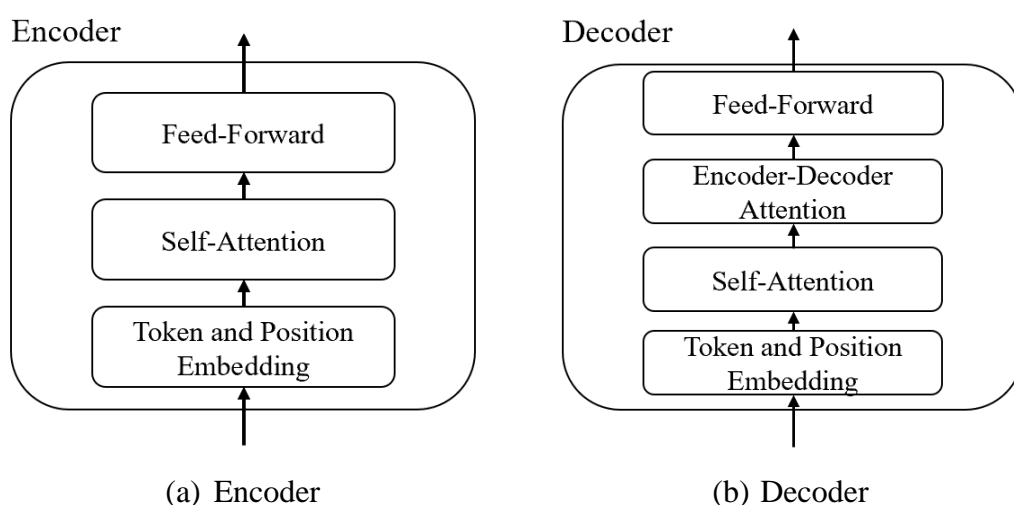 Encoder
Feed-Forward
Self-Attention
Token and Position
Embedding
(a) Encoder
Decoder
Feed-Forward
Encoder-Decoder
Attention
Self-Attention
Token and Position
Embedding
(b) Decoder